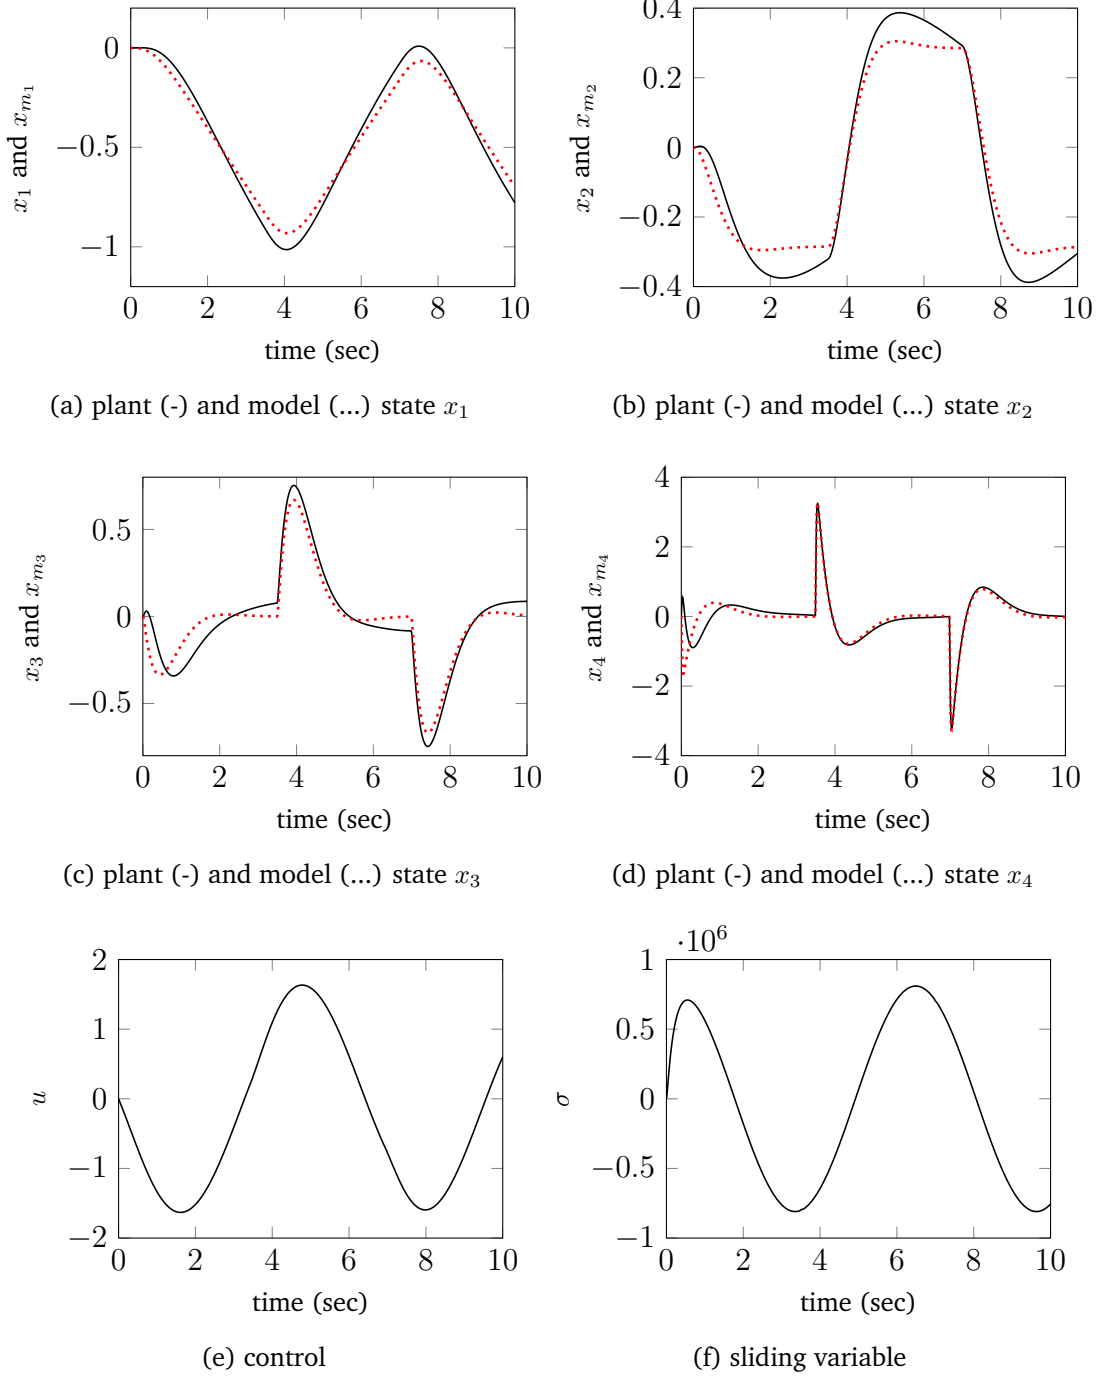 0
−0.5
−1
x1 and xm1
0 2 4 6 8 10
time (sec)
(a) plant (-) and model (...) state x1
0.4
0.2
0
−0.2
−0.4
x2 and xm2
0 2 4 6 8 10
time (sec)
(b) plant (-) and model (...) state x2
0.5
0
−0.5
x3 and xm3
0 2 4 6 8 10
time (sec)
(c) plant (-) and model (...) state x3
4
2
0
−2
−4
x4 and xm4
0 2 4 6 8 10
time (sec)
(d) plant (-) and model (...) state x4
2
1
0
−1
−2
u
0 2 4 6 8 10
time (sec)
(e) control
·10^6
1
0.5
0
−0.5
−1
σ
0 2 4 6 8 10
time (sec)
(f) sliding variable